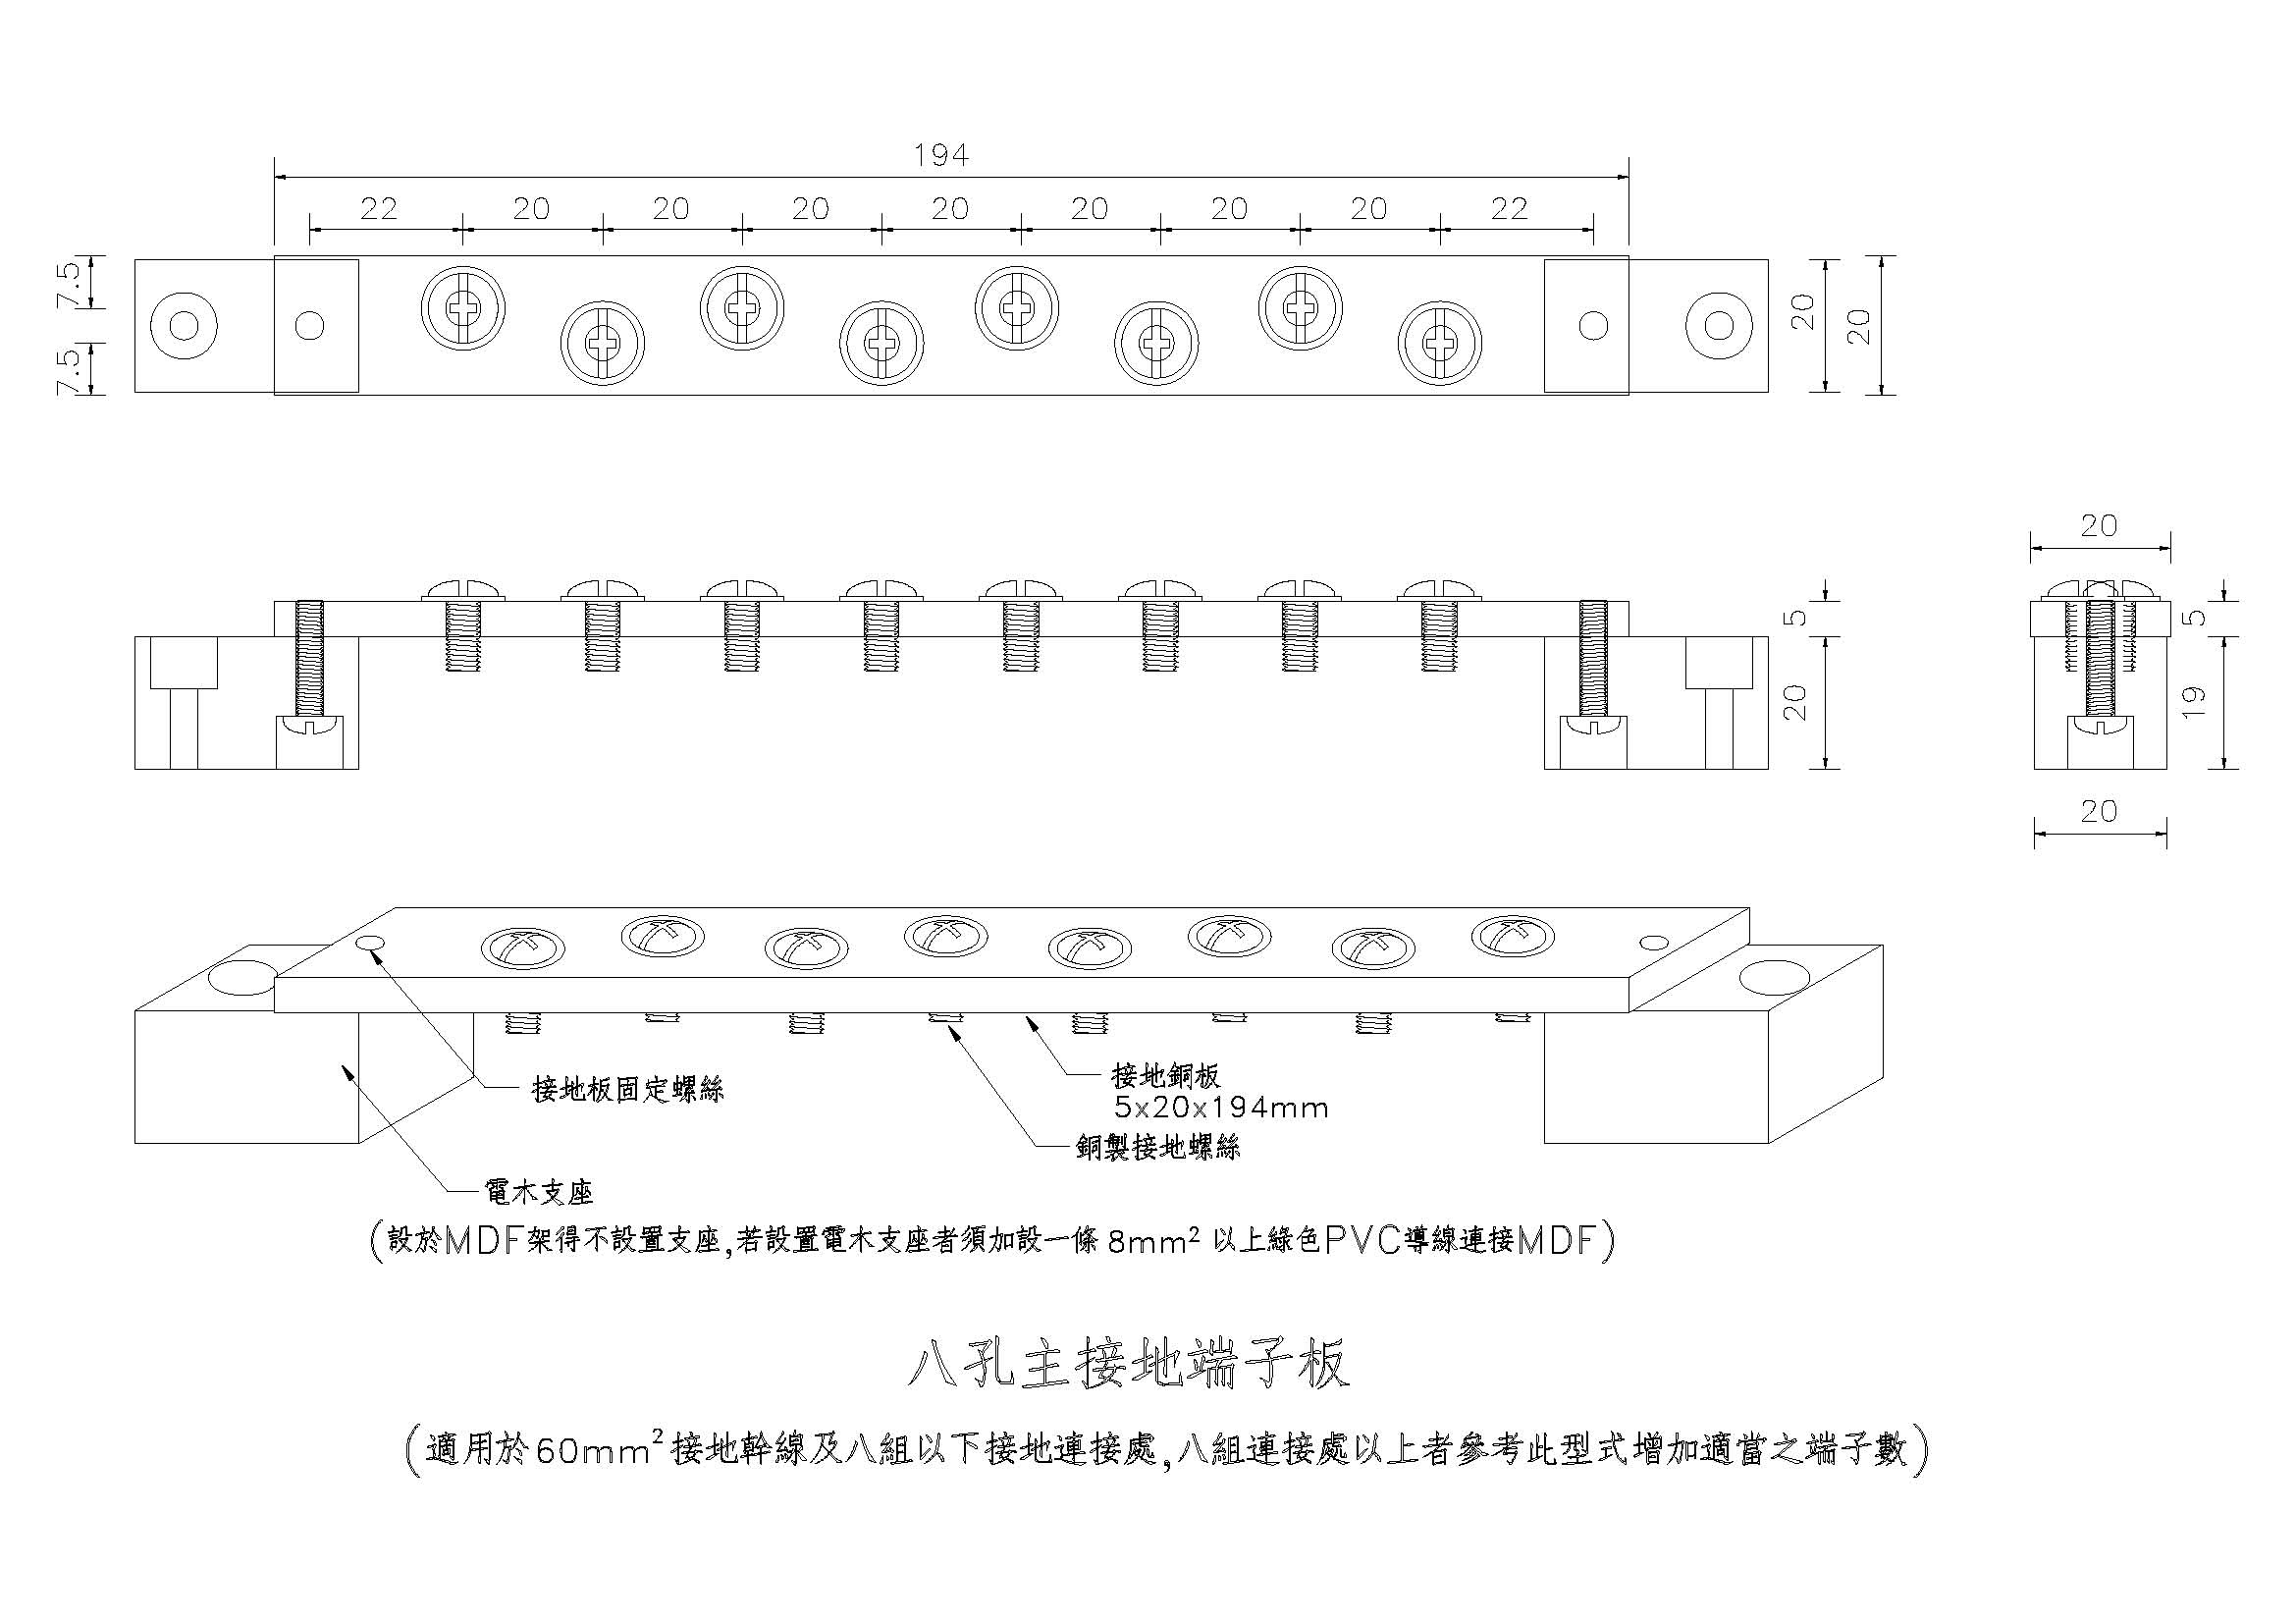 194
22 20 20 20 20 20 20 20 22
7.5
7.5
20
20
20
5
20
5
19
20
接地板固定螺絲
接地銅板
5x20x194mm
銅製接地螺絲
電木支座
(設於MDF架得不設置支座,若設置電木支座者須加設一條 8mm² 以上綠色PVC導線連接MDF)
八孔主接地端子板
(適用於60mm²接地幹線及八組以下接地連接處,八組連接處以上者參考此型式增加適當之端子數)